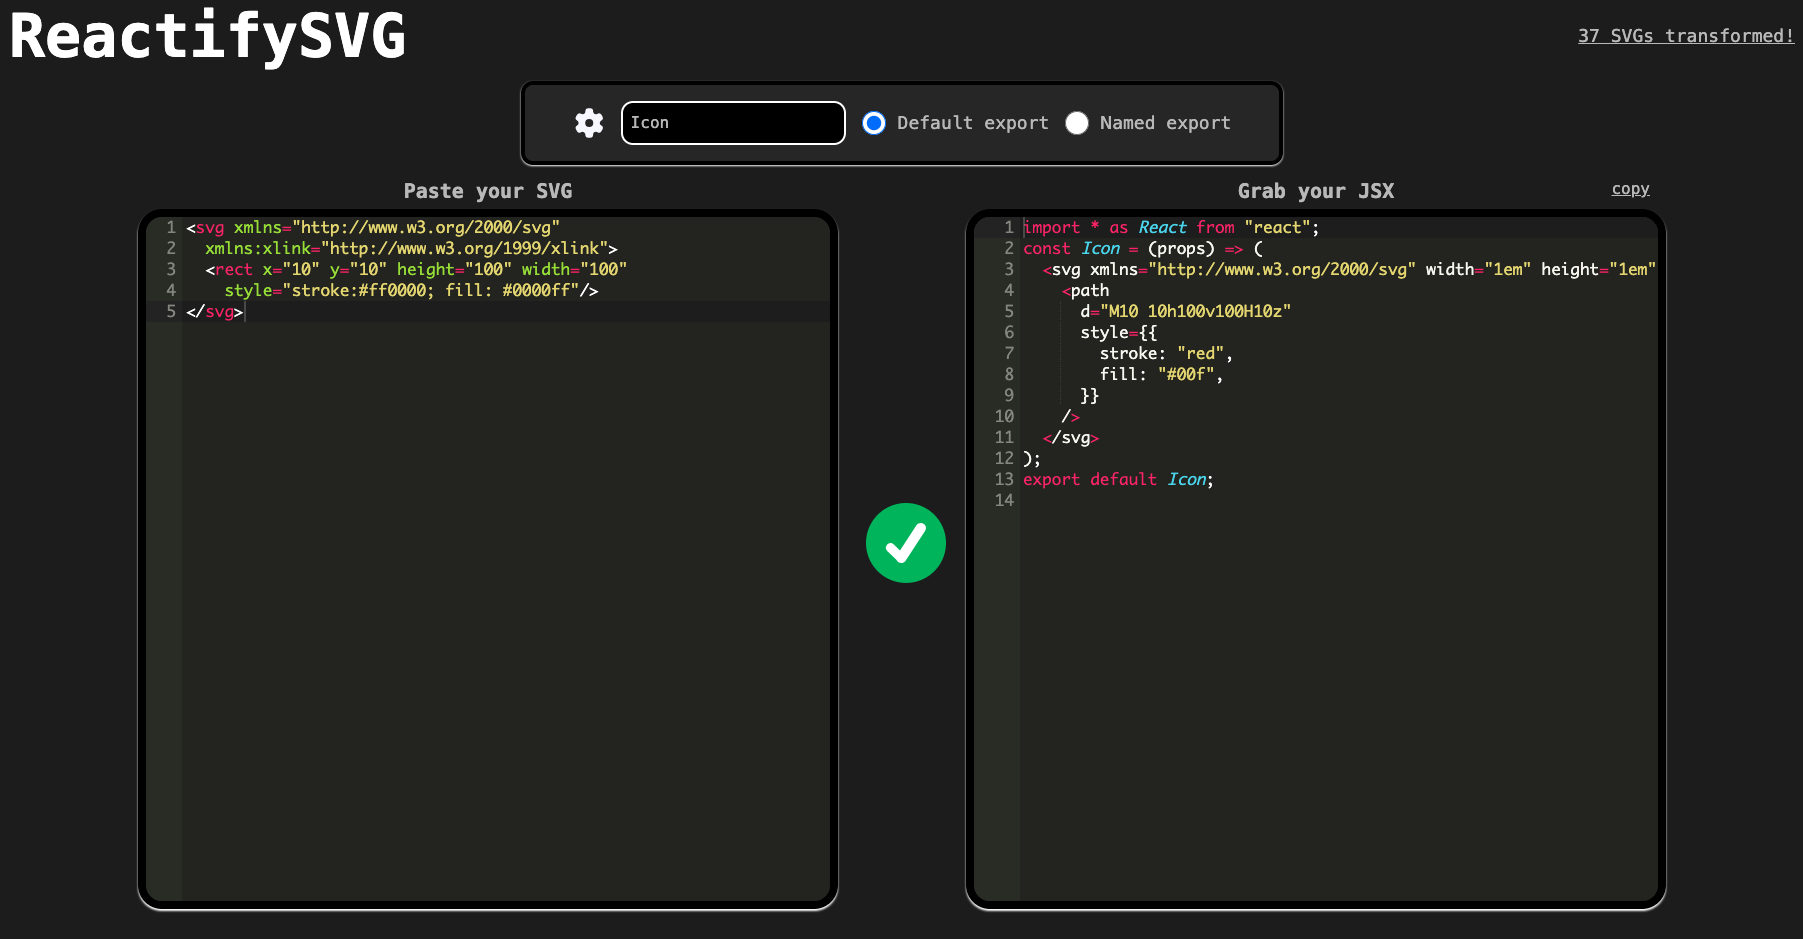 ReactifySVG
37 SVGs transformed!
Icon
Default export
Named export
Paste your SVG
1 <svg xmlns="http://www.w3.org/2000/svg"
2   xmlns:xlink="http://www.w3.org/1999/xlink">
3   <rect x="10" y="10" height="100" width="100"
4     style="stroke:#ff0000; fill: #0000ff"/>
5 </svg>
Grab your JSX
copy
1 import * as React from "react";
2 const Icon = (props) => (
3   <svg xmlns="http://www.w3.org/2000/svg" width="1em" height="1em"
4     <path
5       d="M10 10h100v100H10z"
6       style={{
7         stroke: "red",
8         fill: "#00f",
9       }}
10     />
11   </svg>
12 );
13 export default Icon;
14